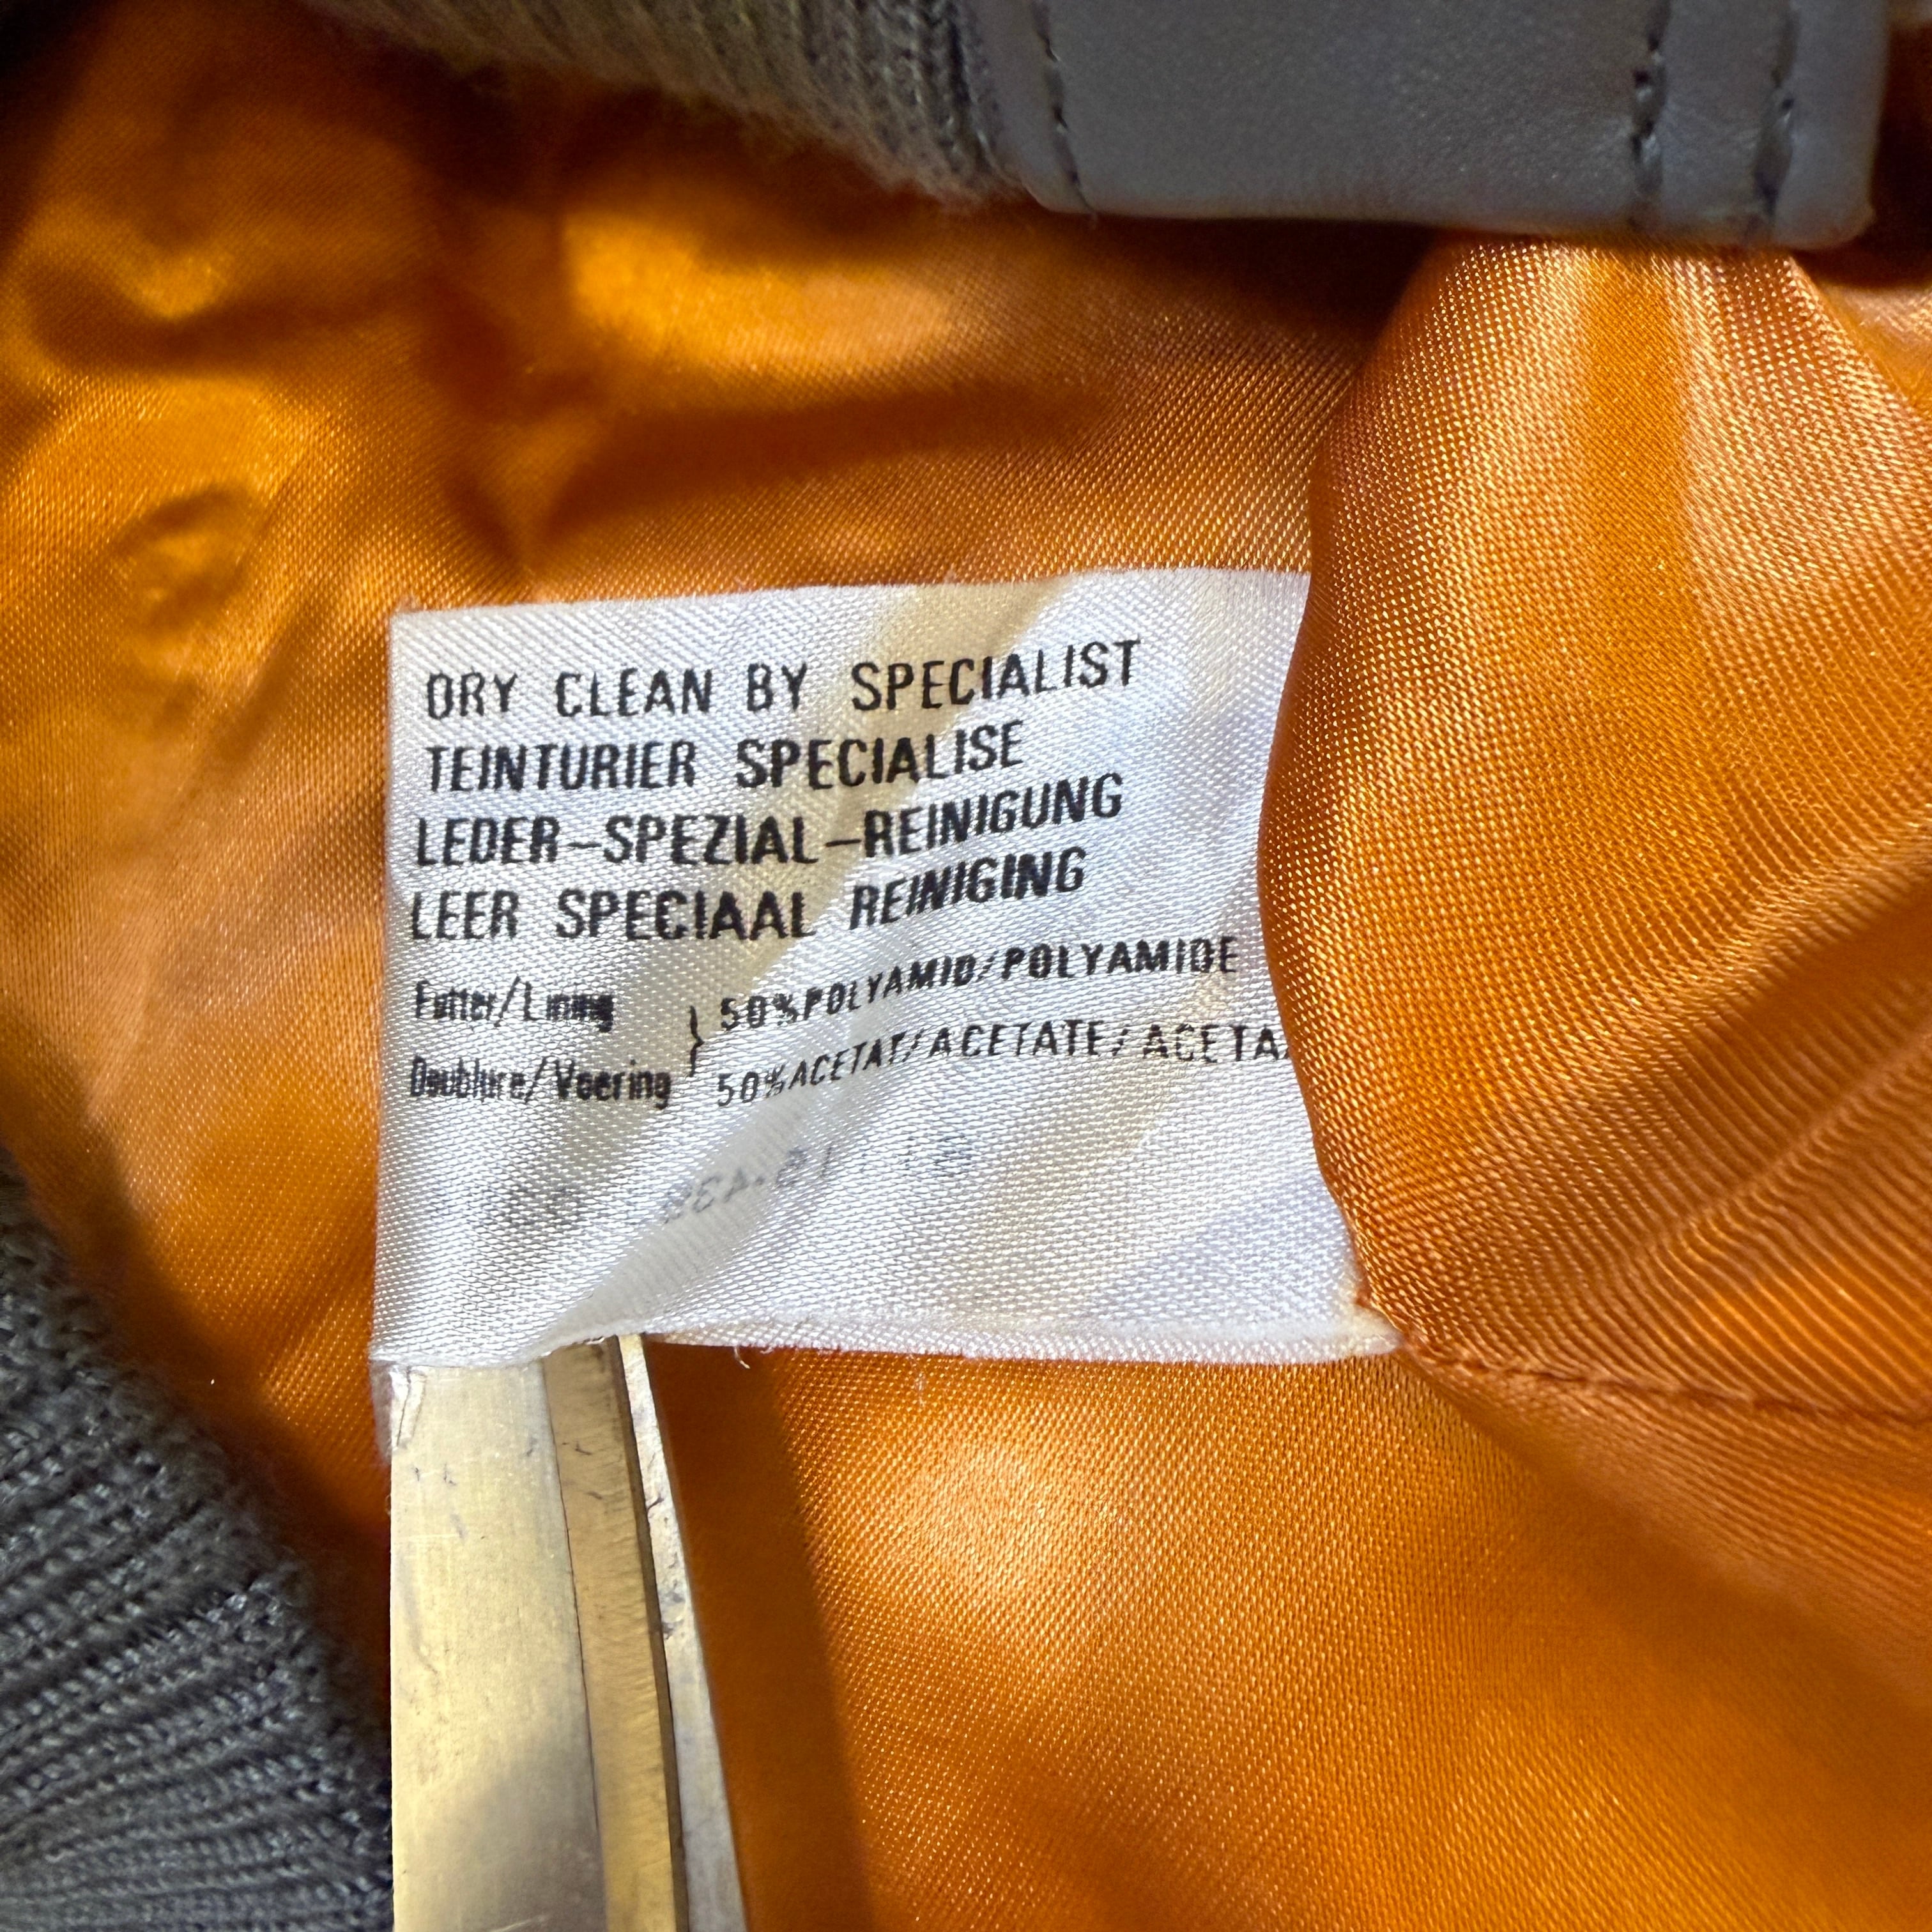 DRY CLEAN BY SPECIALIST
TEINTURIER SPECIALISE
LEDER-SPEZIAL-REINIGUNG
LEER SPECIAAL REINIGING
Futter/Lining } 50%POLYAMID/POLYAMIDE
Doublure/Voering } 50%ACETAT/ACETATE/ACETA